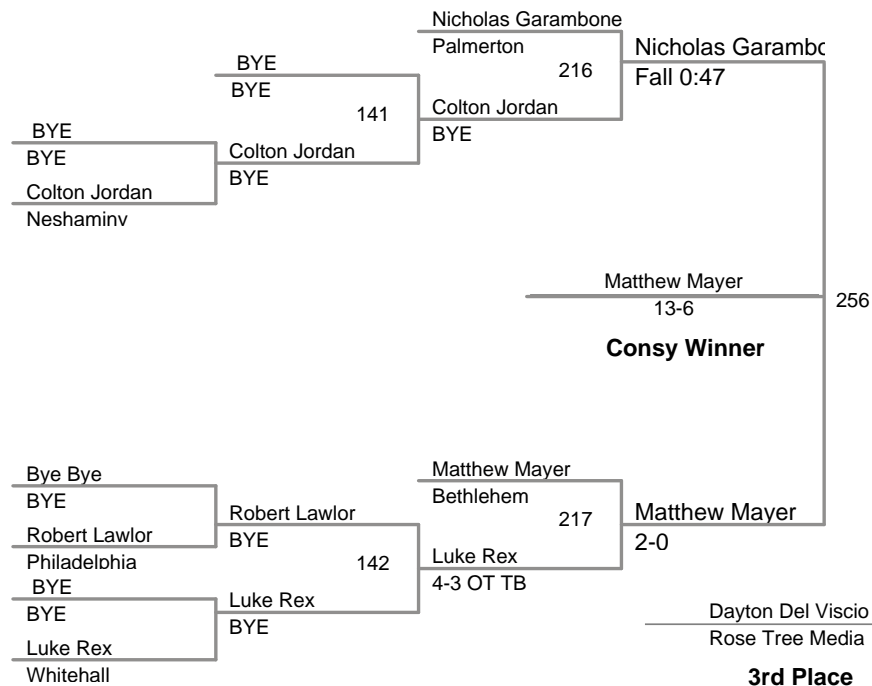 Nicholas Garambone
Palmerton
216
Nicholas Garambo
Fall 0:47
BYE
BYE
141
Colton Jordan
BYE
BYE
BYE
Colton Jordan
BYE
Colton Jordan
Neshaminy
Matthew Mayer
13-6
256
Consy Winner
Bye Bye
BYE
Robert Lawlor
Philadelphia
Robert Lawlor
BYE
142
Matthew Mayer
Bethlehem
217
Matthew Mayer
2-0
Luke Rex
4-3 OT TB
BYE
BYE
Luke Rex
BYE
Luke Rex
Whitehall
Dayton Del Viscio
Rose Tree Media
3rd Place